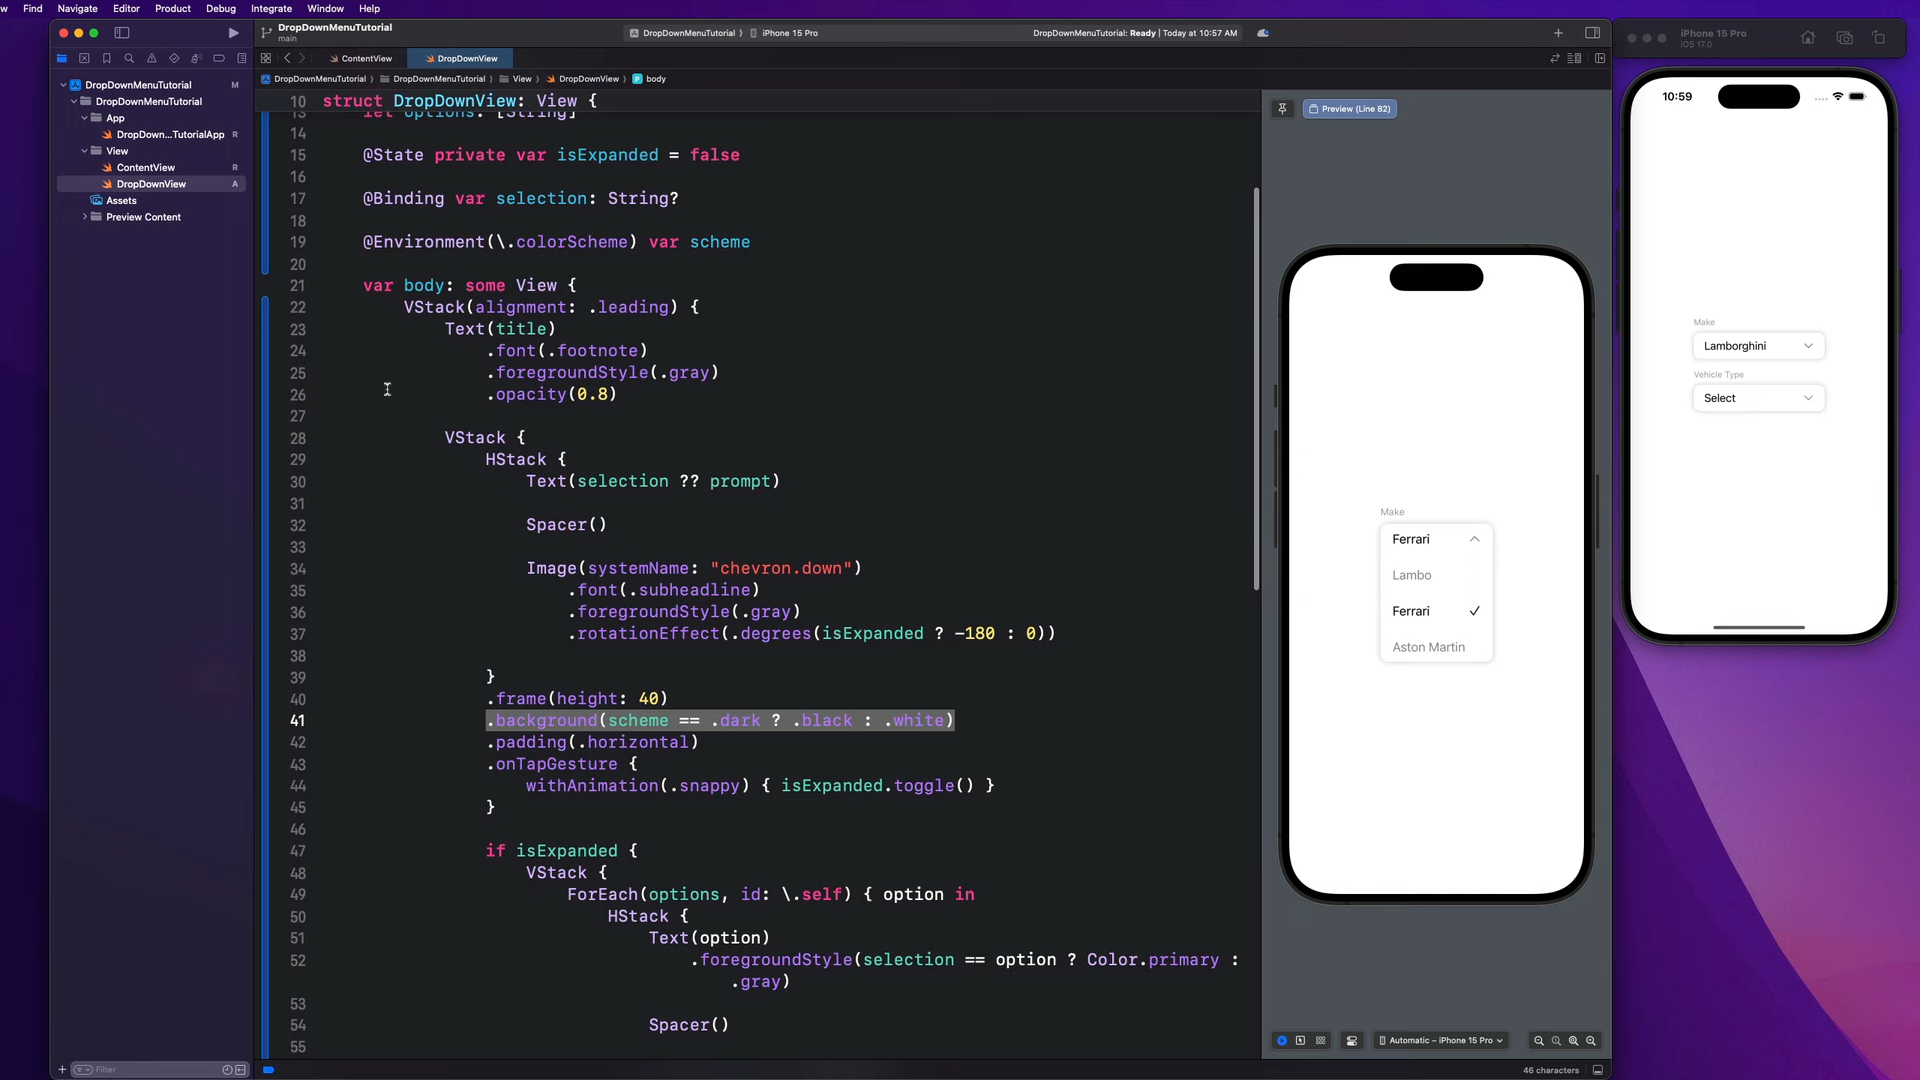 w Find Navigate Editor Product Debug Integrate Window Help
DropDownMenuTutorial
main
DropDownMenuTutorial
iPhone 15 Pro
DropDownMenuTutorial: Ready | Today at 10:57 AM
ContentView
DropDownView
DropDownMenuTutorial
DropDownMenuTutorial
View
DropDownView
body
DropDownMenuTutorial M
DropDownMenuTutorial
App
DropDown...TutorialApp R
View
ContentView R
DropDownView A
Assets
Preview Content
Filter
10 struct DropDownView: View {
13 let options: [String]
14
15 @State private var isExpanded = false
16
17 @Binding var selection: String?
18
19 @Environment(\.colorScheme) var scheme
20
21 var body: some View {
22 VStack(alignment: .leading) {
23 Text(title)
24 .font(.footnote)
25 .foregroundStyle(.gray)
26 .opacity(0.8)
27
28 VStack {
29 HStack {
30 Text(selection ?? prompt)
31
32 Spacer()
33
34 Image(systemName: "chevron.down")
35 .font(.subheadline)
36 .foregroundStyle(.gray)
37 .rotationEffect(.degrees(isExpanded ? -180 : 0))
38
39 }
40 .frame(height: 40)
41 .background(scheme == .dark ? .black : .white)
42 .padding(.horizontal)
43 .onTapGesture {
44 withAnimation(.snappy) { isExpanded.toggle() }
45 }
46
47 if isExpanded {
48 VStack {
49 ForEach(options, id: \.self) { option in
50 HStack {
51 Text(option)
52 .foregroundStyle(selection == option ? Color.primary :
.gray)
53
54 Spacer()
55
Preview (Line 82)
Make
Ferrari
Lambo
Ferrari
Aston Martin
Automatic – iPhone 15 Pro
46 characters
iPhone 15 Pro
iOS 17.0
10:59
Make
Lamborghini
Vehicle Type
Select